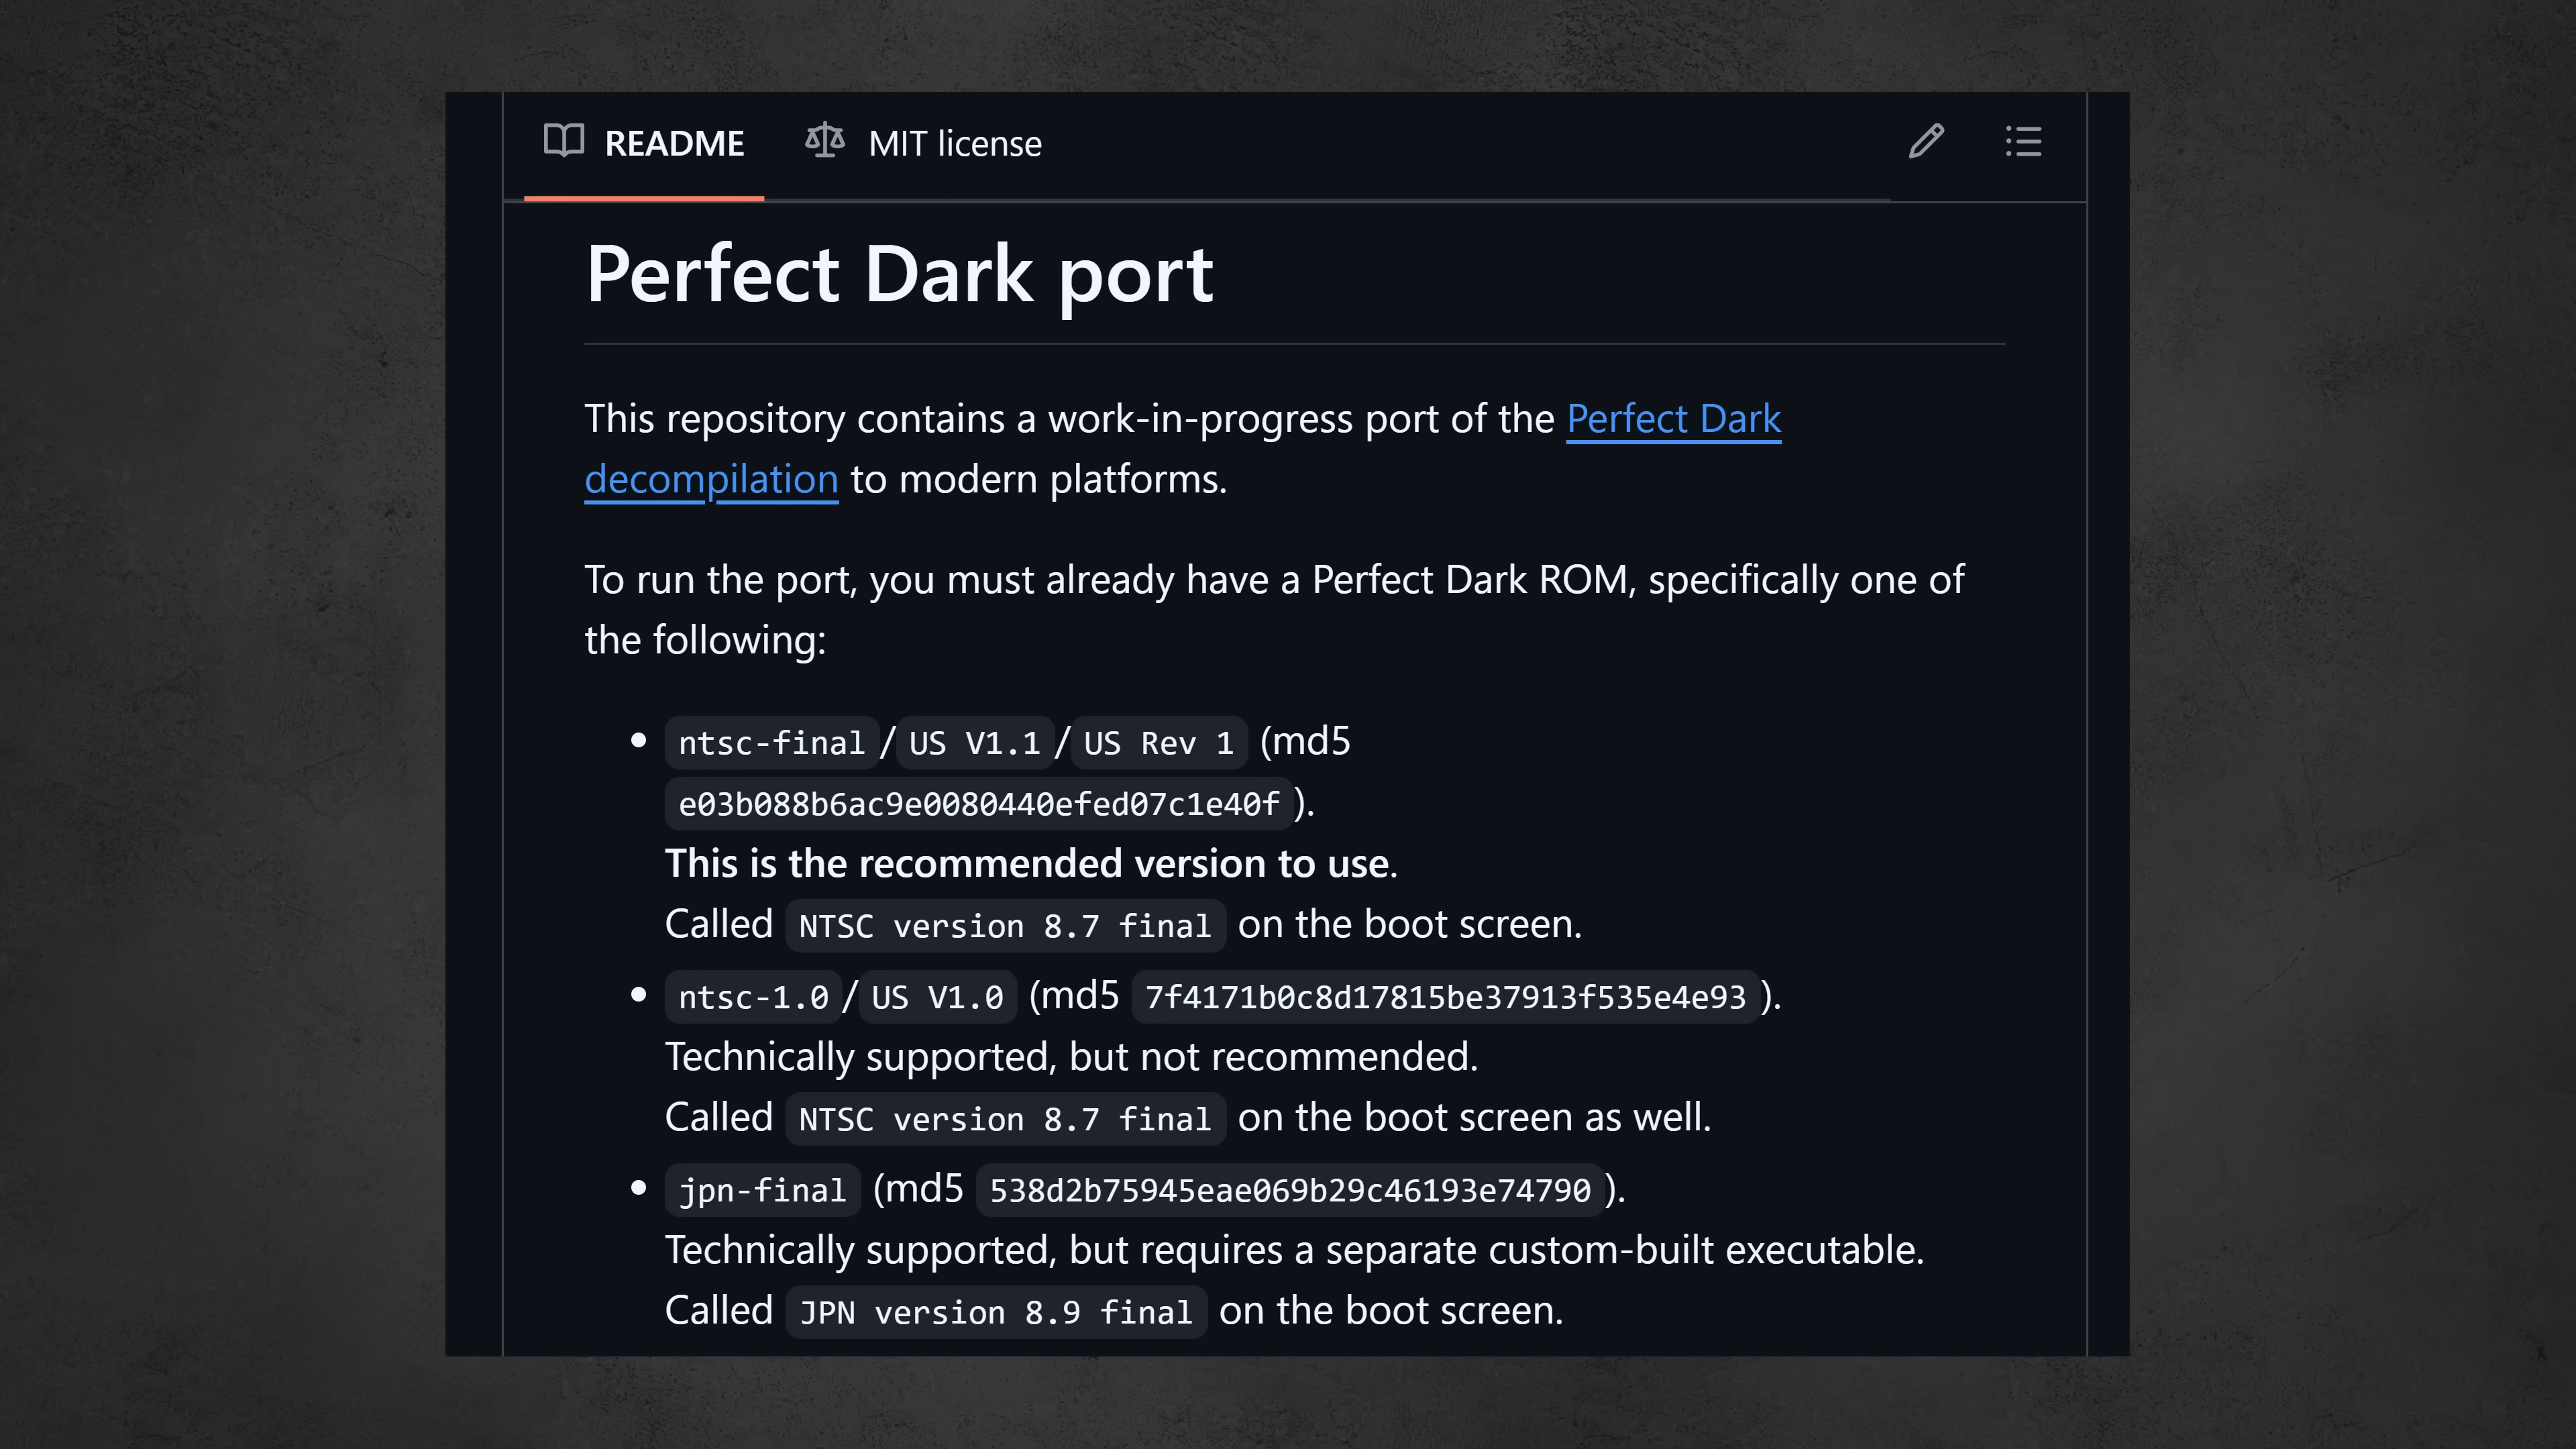 README MIT license
Perfect Dark port
This repository contains a work-in-progress port of the Perfect Dark
decompilation to modern platforms.
To run the port, you must already have a Perfect Dark ROM, specifically one of
the following:
• ntsc-final/US V1.1/US Rev 1 (md5
e03b088b6ac9e0080440efed07c1e40f).
This is the recommended version to use.
Called NTSC version 8.7 final on the boot screen.
• ntsc-1.0/US V1.0 (md5 7f4171b0c8d17815be37913f535e4e93).
Technically supported, but not recommended.
Called NTSC version 8.7 final on the boot screen as well.
• jpn-final (md5 538d2b75945eae069b29c46193e74790).
Technically supported, but requires a separate custom-built executable.
Called JPN version 8.9 final on the boot screen.